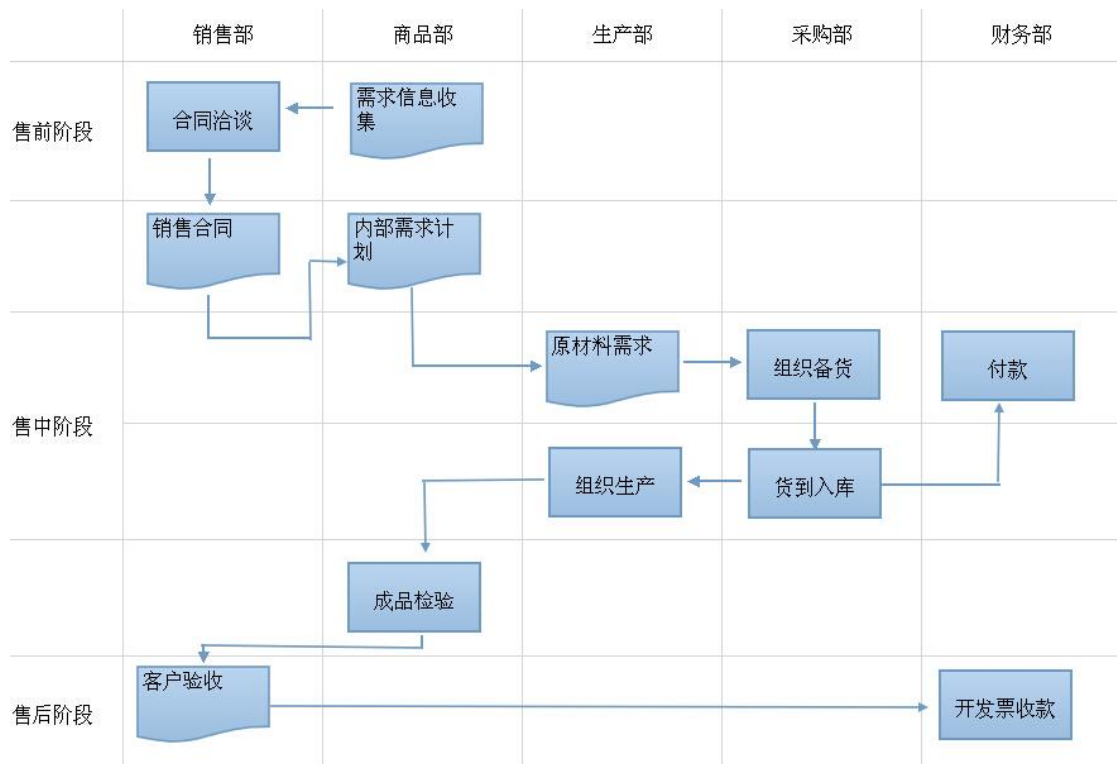 销售部
商品部
生产部
采购部
财务部
售前阶段
合同洽谈
需求信息收
集
销售合同
内部需求计
划
售中阶段
原材料需求
组织备货
付款
组织生产
货到入库
成品检验
售后阶段
客户验收
开发票收款